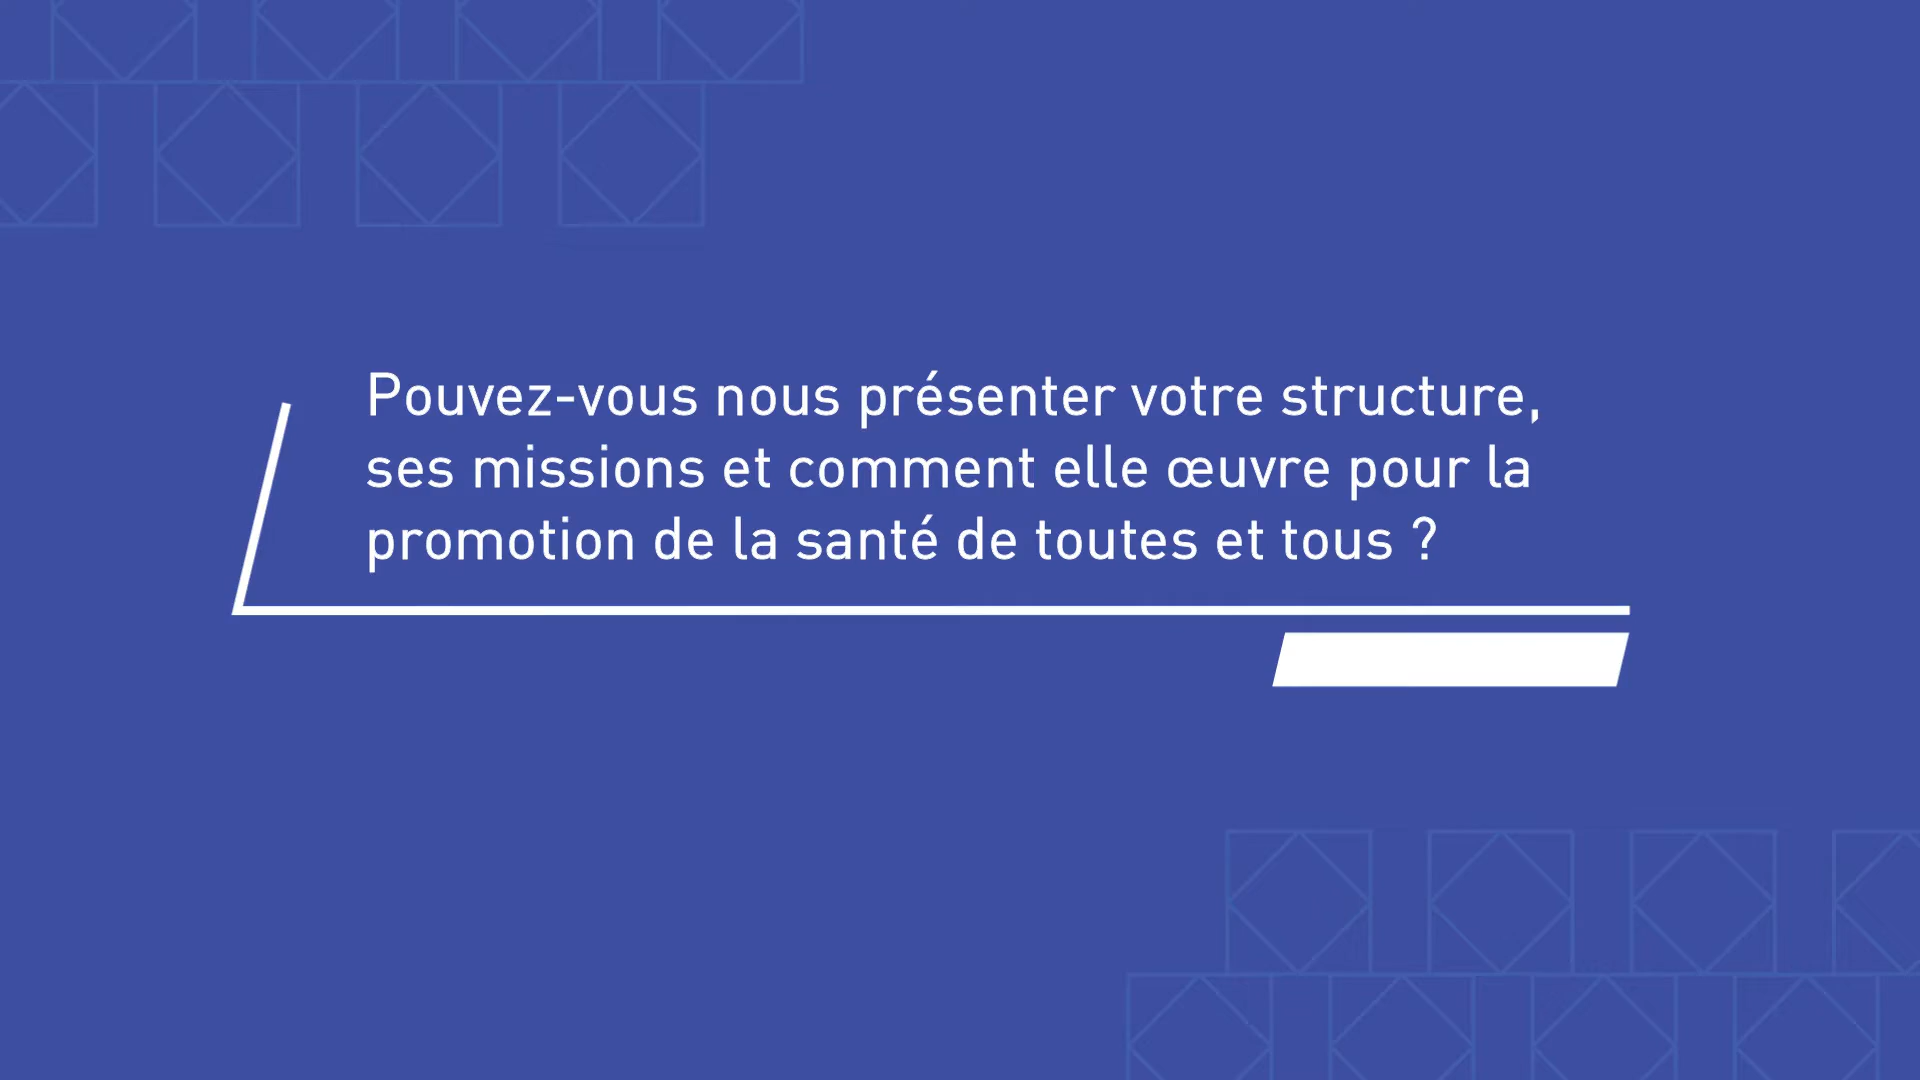 Pouvez-vous nous présenter votre structure,
ses missions et comment elle œuvre pour la
promotion de la santé de toutes et tous ?